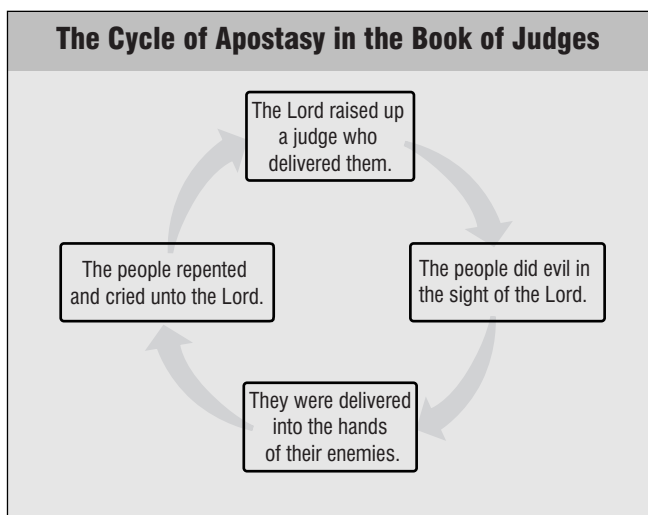 The Cycle of Apostasy in the Book of Judges
The Lord raised up
a judge who
delivered them.
The people did evil in
the sight of the Lord.
They were delivered
into the hands
of their enemies.
The people repented
and cried unto the Lord.